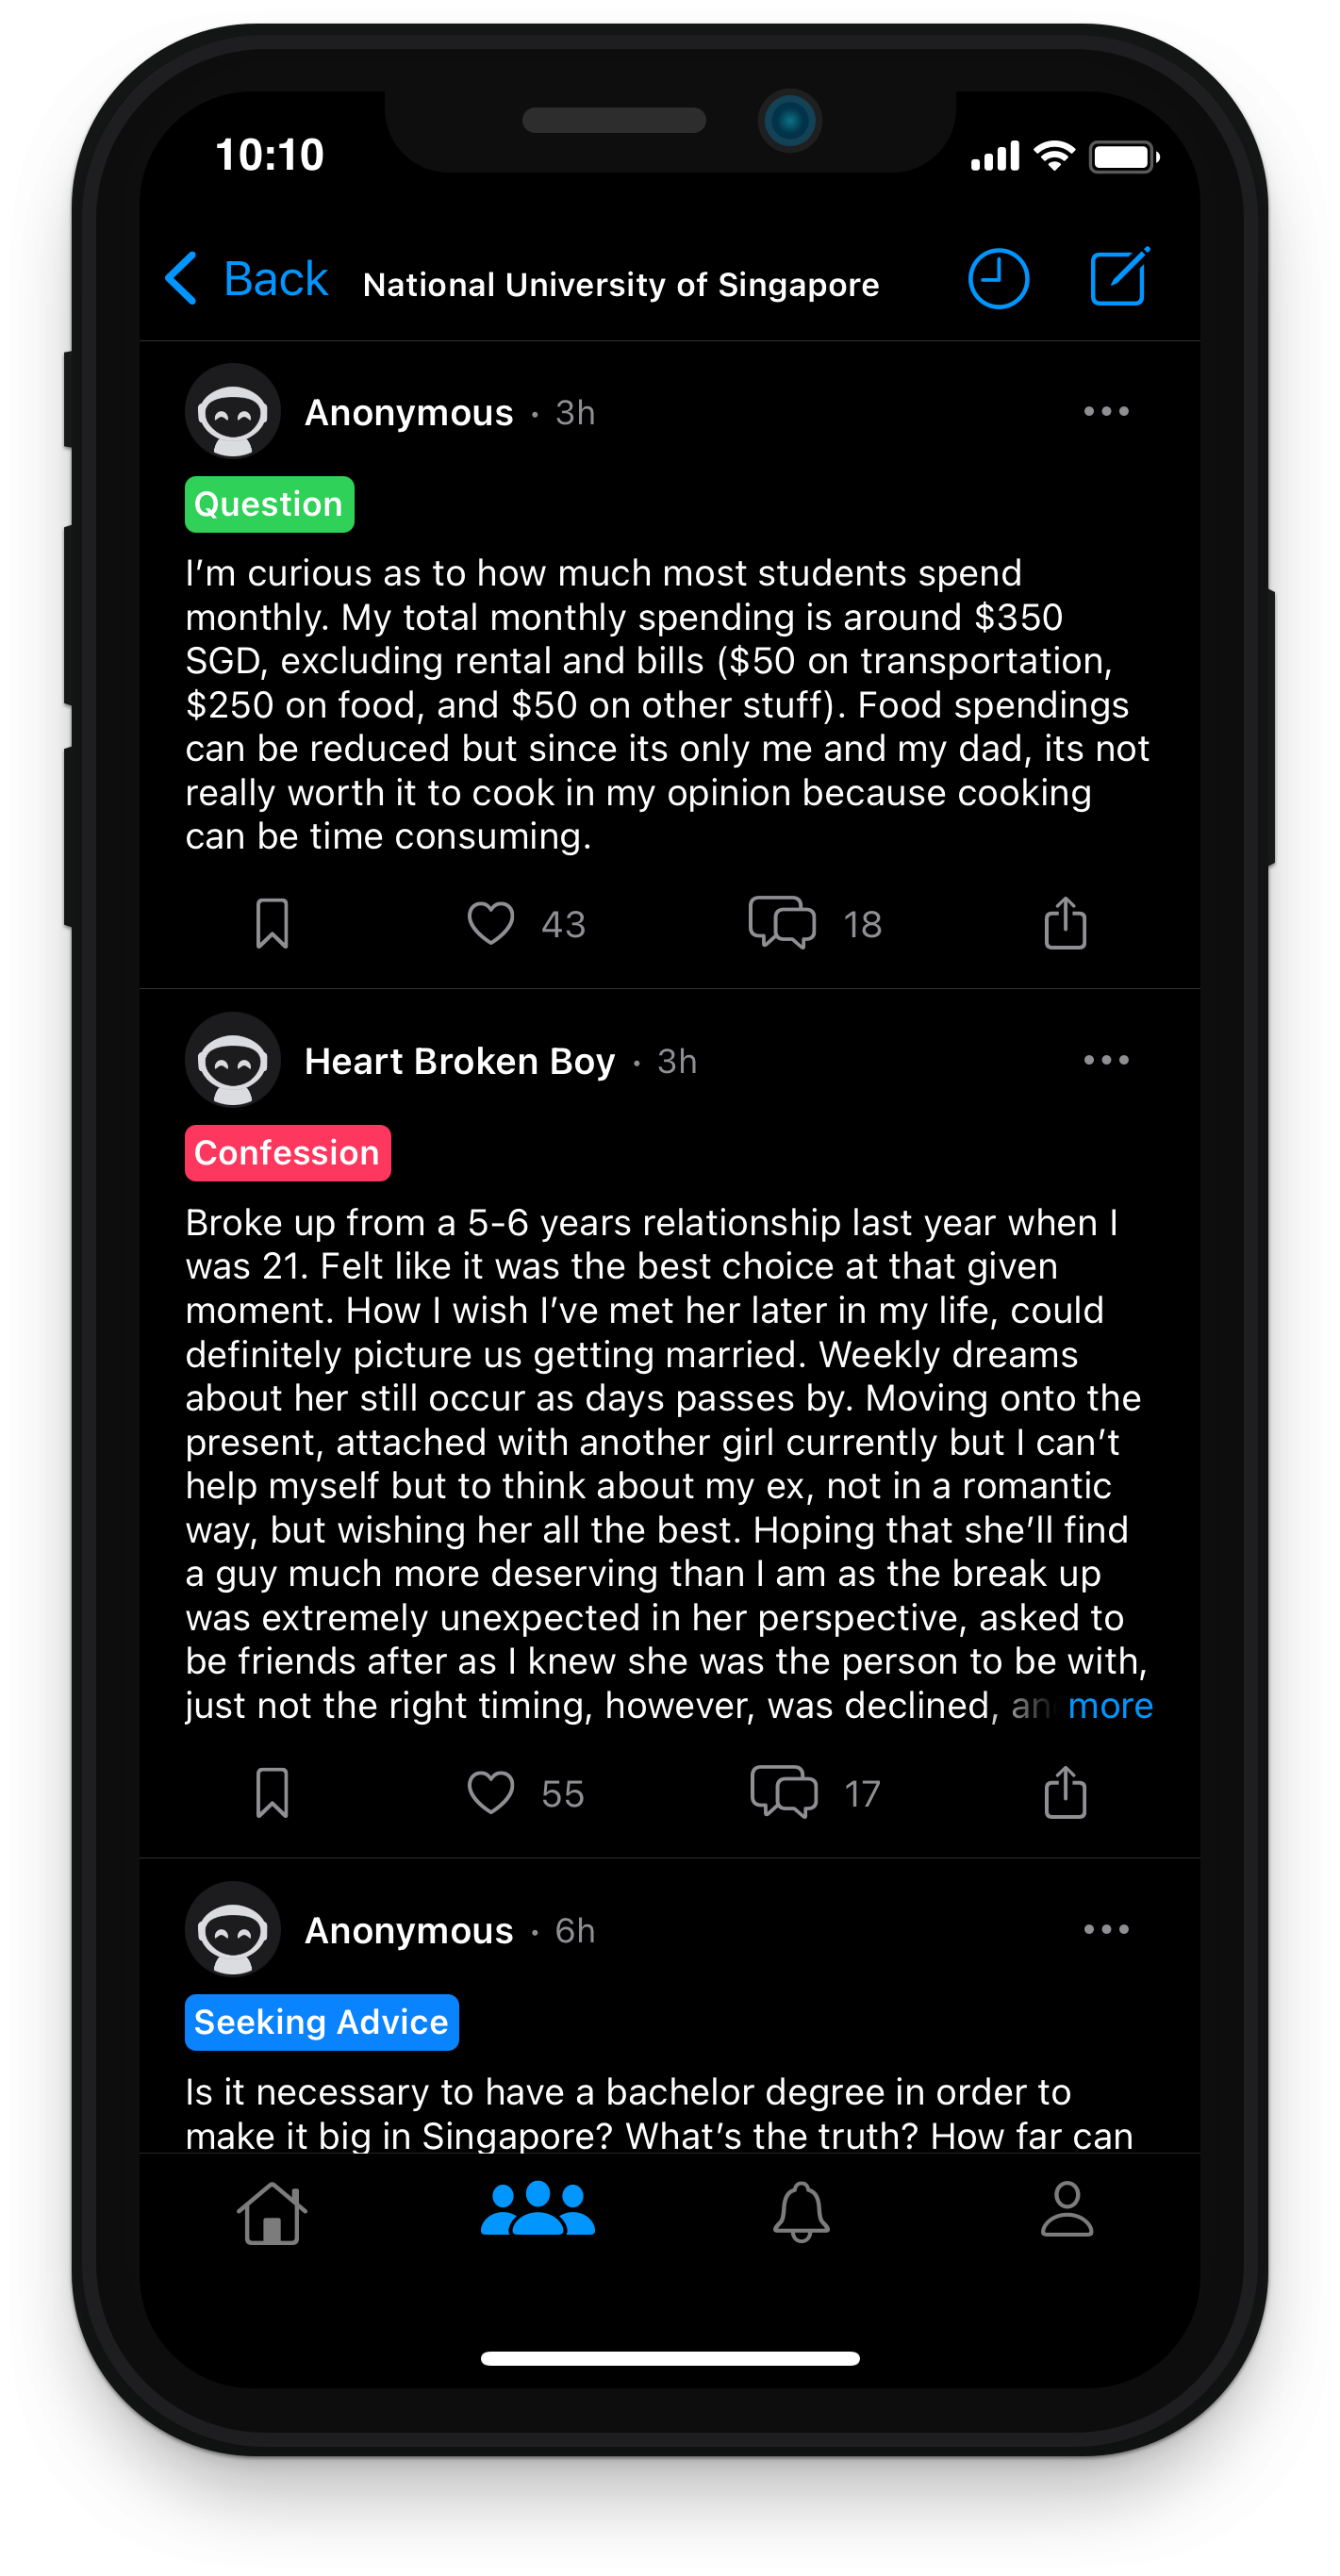 10:10
Back National University of Singapore
Anonymous · 3h
Question
I'm curious as to how much most students spend
monthly. My total monthly spending is around $350
SGD, excluding rental and bills ($50 on transportation,
$250 on food, and $50 on other stuff). Food spendings
can be reduced but since its only me and my dad, its not
really worth it to cook in my opinion because cooking
can be time consuming.
43 18
Heart Broken Boy · 3h
Confession
Broke up from a 5-6 years relationship last year when I
was 21. Felt like it was the best choice at that given
moment. How I wish I've met her later in my life, could
definitely picture us getting married. Weekly dreams
about her still occur as days passes by. Moving onto the
present, attached with another girl currently but I can't
help myself but to think about my ex, not in a romantic
way, but wishing her all the best. Hoping that she'll find
a guy much more deserving than I am as the break up
was extremely unexpected in her perspective, asked to
be friends after as I knew she was the person to be with,
just not the right timing, however, was declined, an more
55 17
Anonymous · 6h
Seeking Advice
Is it necessary to have a bachelor degree in order to
make it big in Singapore? What's the truth? How far can